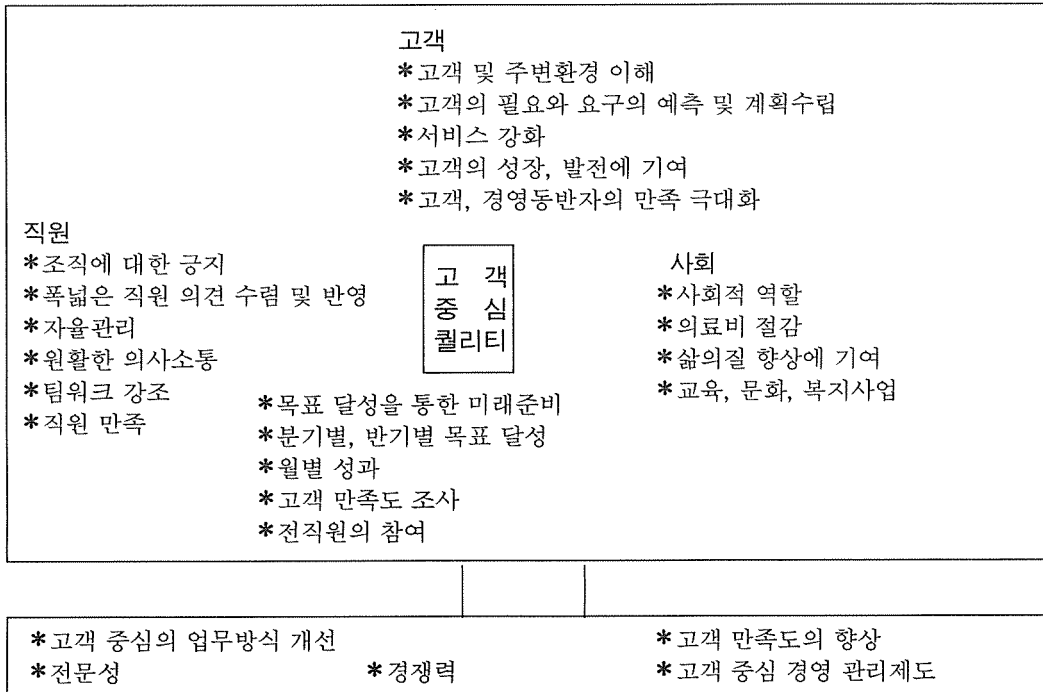 고객
*고객 및 주변환경 이해
*고객의 필요와 요구의 예측 및 계획수립
*서비스 강화
*고객의 성장, 발전에 기여
*고객, 경영동반자의 만족 극대화
직원
*조직에 대한 긍지
*폭넓은 직원 의견 수렴 및 반영
*자율관리
*원활한 의사소통
*팀워크 강조
*직원 만족
고 객
중 심
퀄리티
사회
*사회적 역할
*의료비 절감
*삶의질 향상에 기여
*교육, 문화, 복지사업
*목표 달성을 통한 미래준비
*분기별, 반기별 목표 달성
*월별 성과
*고객 만족도 조사
*전직원의 참여
*고객 중심의 업무방식 개선 *고객 만족도의 향상
*전문성 *경쟁력 *고객 중심 경영 관리제도